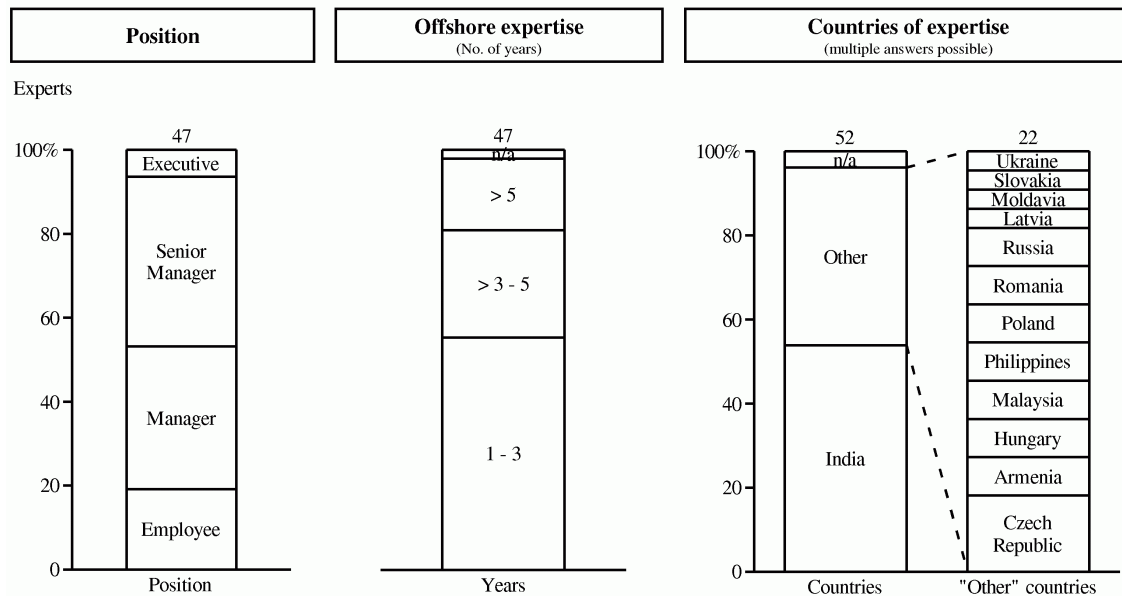 Position
Offshore expertise
(No. of years)
Countries of expertise
(multiple answers possible)
Experts
47
100%
80
60
40
20
0
Executive
Senior
Manager
Manager
Employee
Position
47
n/a
> 5
> 3 - 5
1 - 3
Years
52
100%
80
60
40
20
0
n/a
Other
India
Countries
22
Ukraine
Slovakia
Moldavia
Latvia
Russia
Romania
Poland
Philippines
Malaysia
Hungary
Armenia
Czech
Republic
"Other" countries